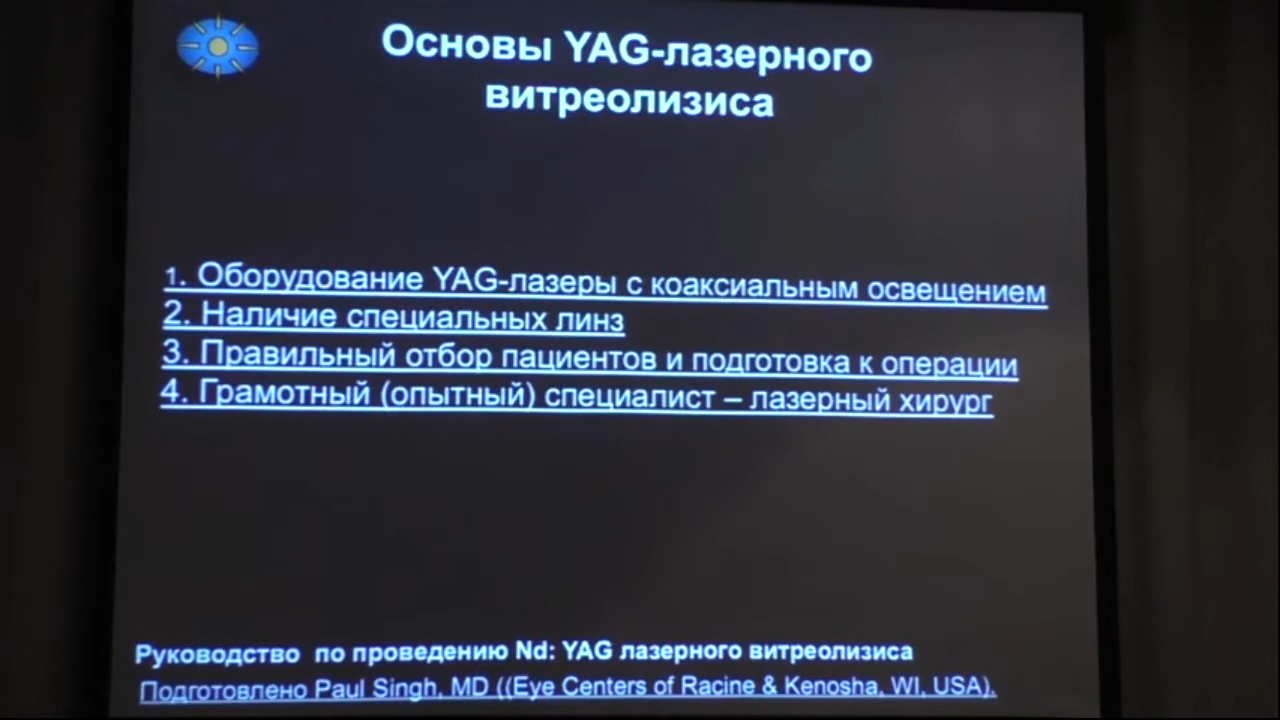 Основы YAG-лазерного
витреолизиса
1. Оборудование YAG-лазеры с коаксиальным освещением
2. Наличие специальных линз
3. Правильный отбор пациентов и подготовка к операции
4. Грамотный (опытный) специалист – лазерный хирург
Руководство по проведению Nd: YAG лазерного витреолизиса
Подготовлено Paul Singh, MD ((Eye Centers of Racine & Kenosha, WI, USA).